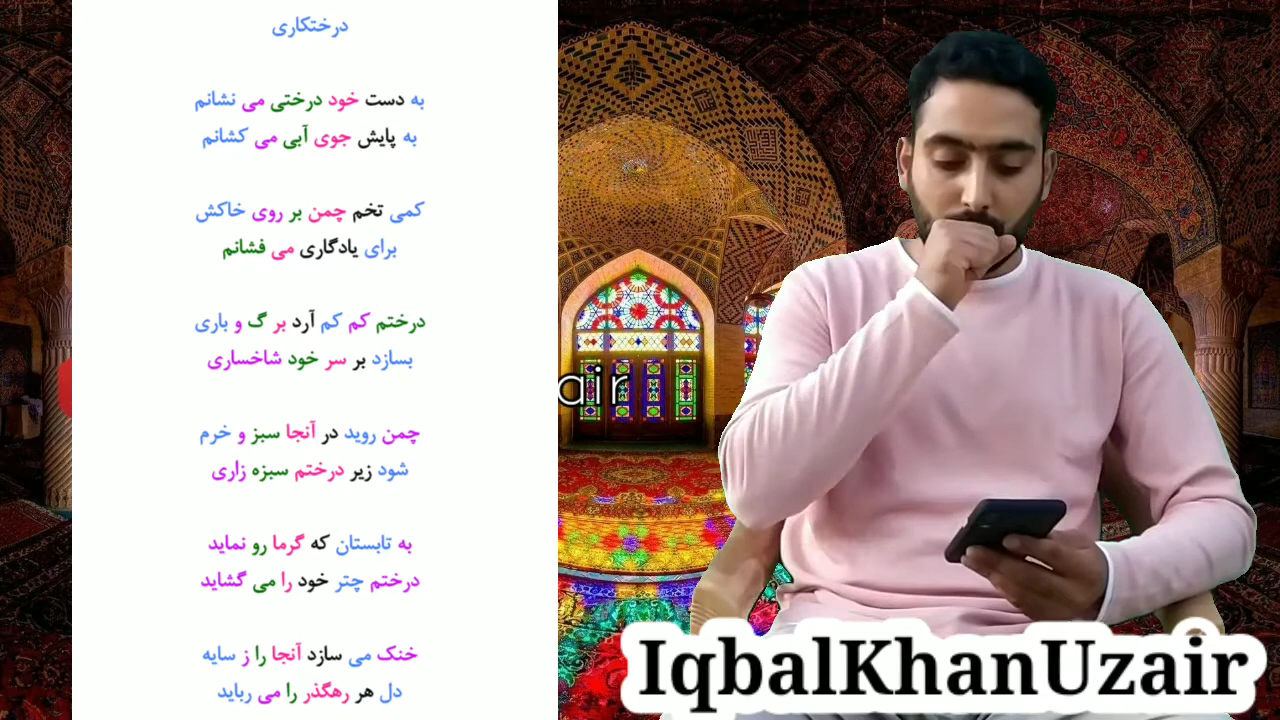 درختکاری
به دست خود درختی می نشانم
به پایش جوی آبی می کشانم
کمی تخم چمن بر روی خاکش
برای یادگاری می فشانم
درختم کم کم آرد بر گ و باری
بسازد بر سر خود شاخساری
چمن روید در آنجا سبز و خرم
شود زیر درختم سبزه زاری
به تابستان که گرما رو نماید
درختم چتر خود را می گشاید
خنک می سازد آنجا را ز سایه
دل هر رهگذر را می رباید
air
IqbalKhanUzair